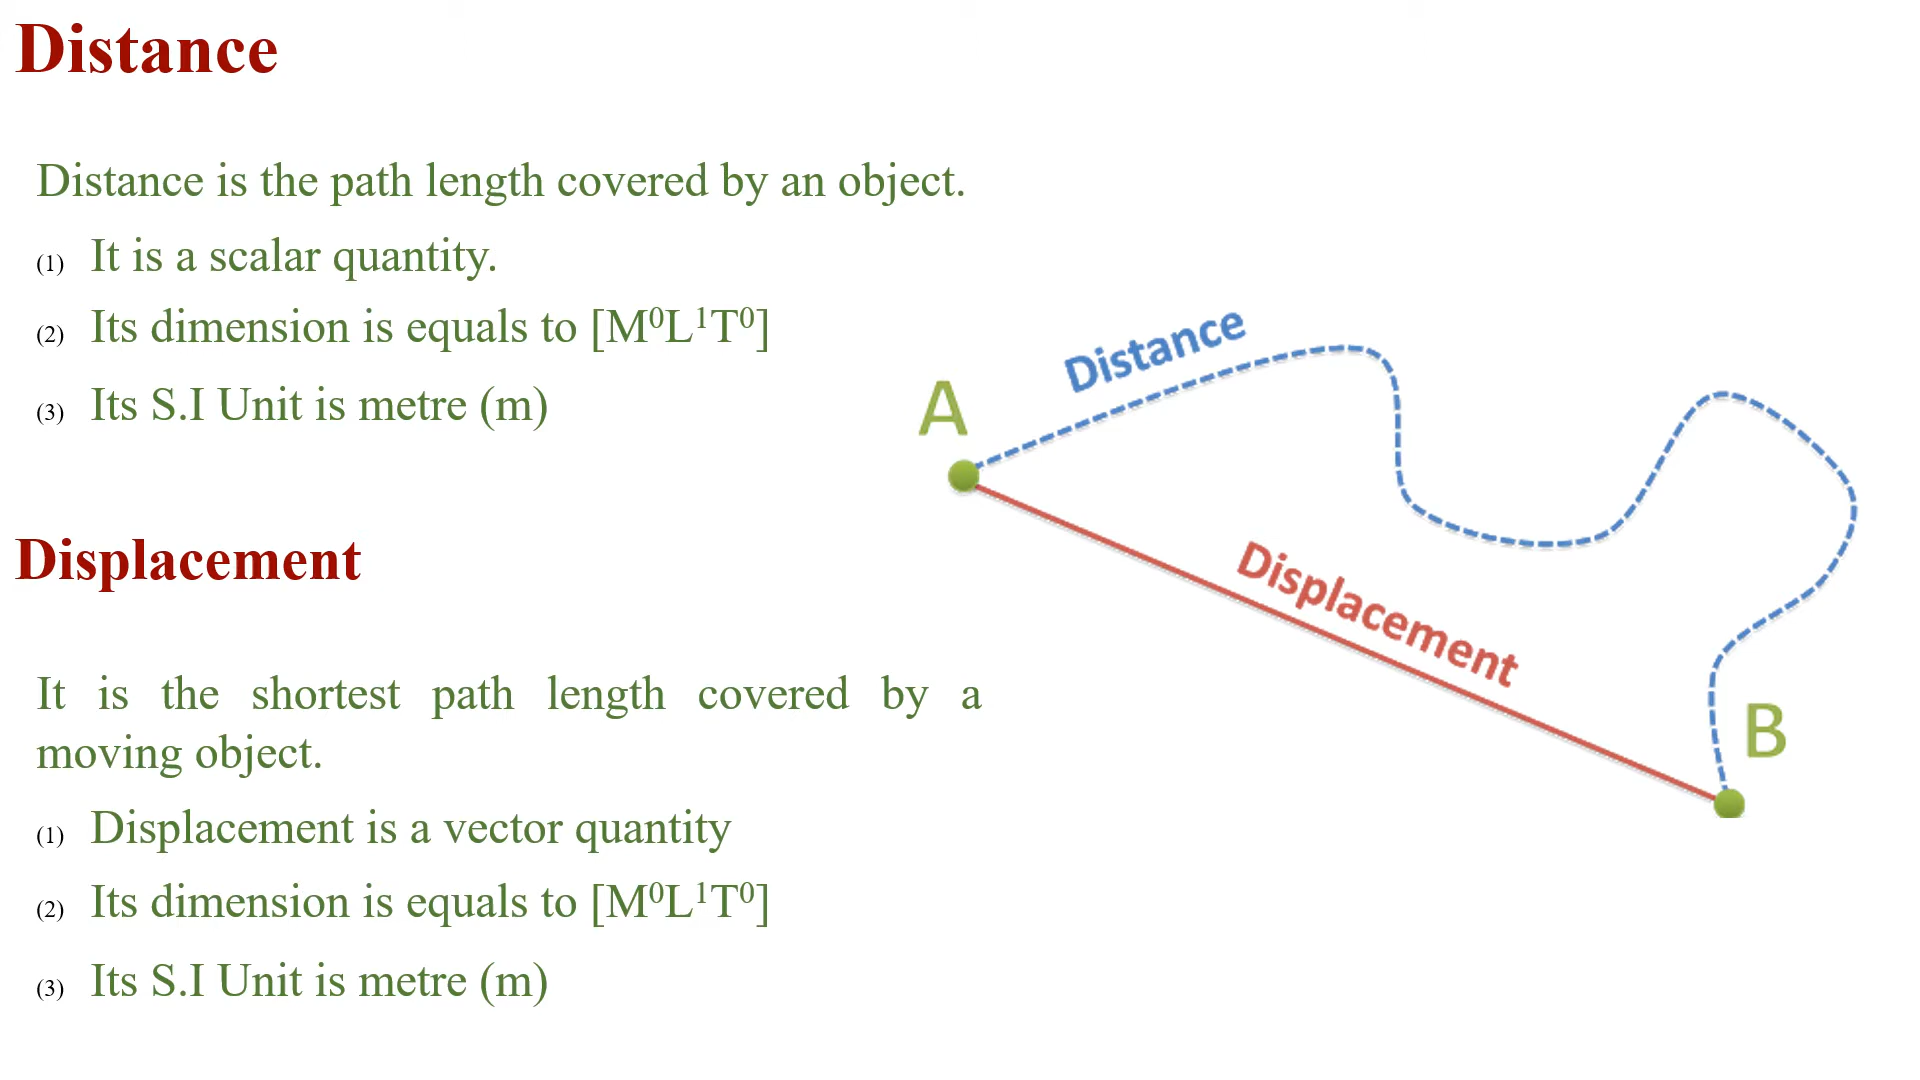 Distance
Distance is the path length covered by an object.
(1) It is a scalar quantity.
(2) Its dimension is equals to [M⁰L¹T⁰]
(3) Its S.I Unit is metre (m)
Distance
A
Displacement
Displacement
B
It is the shortest path length covered by a
moving object.
(1) Displacement is a vector quantity
(2) Its dimension is equals to [M⁰L¹T⁰]
(3) Its S.I Unit is metre (m)